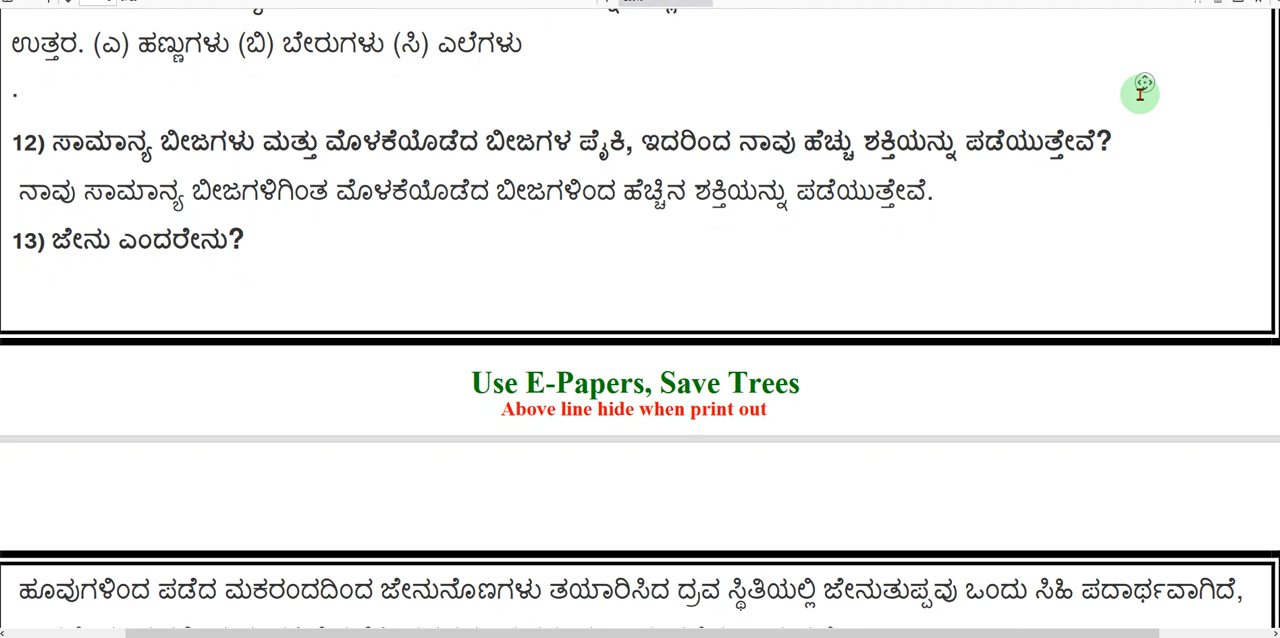 ಉತ್ತರ. (ಎ) ಹಣ್ಣುಗಳು (ಬಿ) ಬೇರುಗಳು (ಸಿ) ಎಲೆಗಳು
.
12) ಸಾಮಾನ್ಯ ಬೀಜಗಳು ಮತ್ತು ಮೊಳಕೆಯೊಡೆದ ಬೀಜಗಳ ಪೈಕಿ, ಇದರಿಂದ ನಾವು ಹೆಚ್ಚು ಶಕ್ತಿಯನ್ನು ಪಡೆಯುತ್ತೇವೆ?
ನಾವು ಸಾಮಾನ್ಯ ಬೀಜಗಳಿಗಿಂತ ಮೊಳಕೆಯೊಡೆದ ಬೀಜಗಳಿಂದ ಹೆಚ್ಚಿನ ಶಕ್ತಿಯನ್ನು ಪಡೆಯುತ್ತೇವೆ.
13) ಜೇನು ಎಂದರೇನು?
Use E-Papers, Save Trees
Above line hide when print out
ಹೂವುಗಳಿಂದ ಪಡೆದ ಮಕರಂದದಿಂದ ಜೇನುನೊಣಗಳು ತಯಾರಿಸಿದ ದ್ರವ ಸ್ಥಿತಿಯಲ್ಲಿ ಜೇನುತುಪ್ಪವು ಒಂದು ಸಿಹಿ ಪದಾರ್ಥವಾಗಿದೆ,